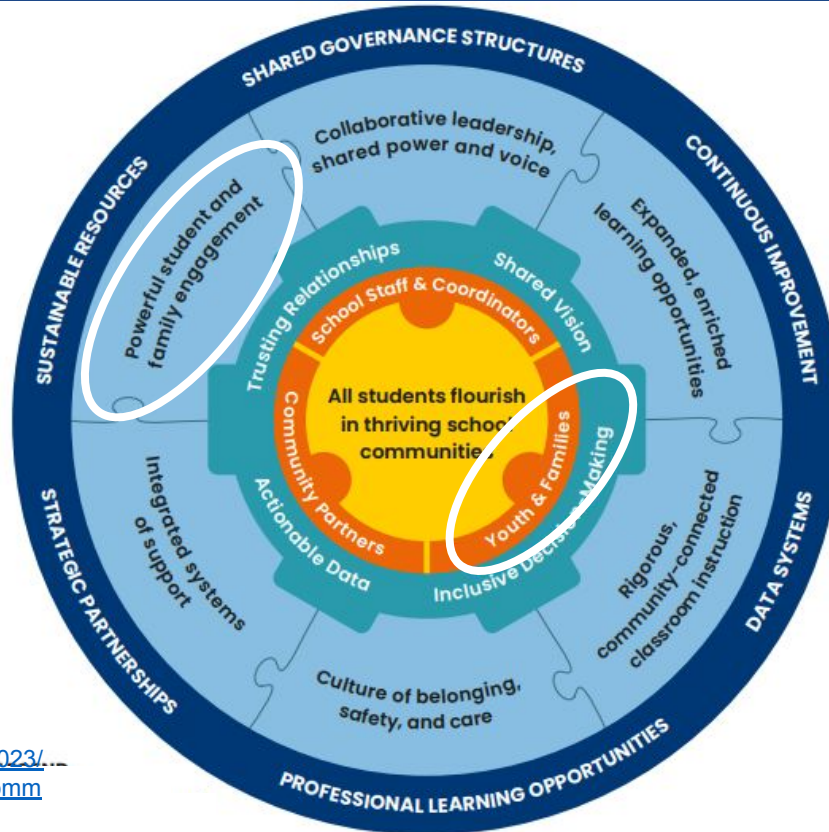 SHARED GOVERNANCE STRUCTURES
CONTINUOUS IMPROVEMENT
DATA SYSTEMS
PROFESSIONAL LEARNING OPPORTUNITIES
STRATEGIC PARTNERSHIPS
SUSTAINABLE RESOURCES
Collaborative leadership,
shared power and voice
Expanded, enriched
learning opportunities
Rigorous,
community-connected
classroom instruction
Culture of belonging,
safety, and care
Integrated systems
of support
Powerful student and
family engagement
Trusting Relationships
Shared Vision
Inclusive Decision-Making
Actionable Data
School Staff & Coordinators
Youth & Families
Community Partners
All students flourish
in thriving school
communities
023/
omm